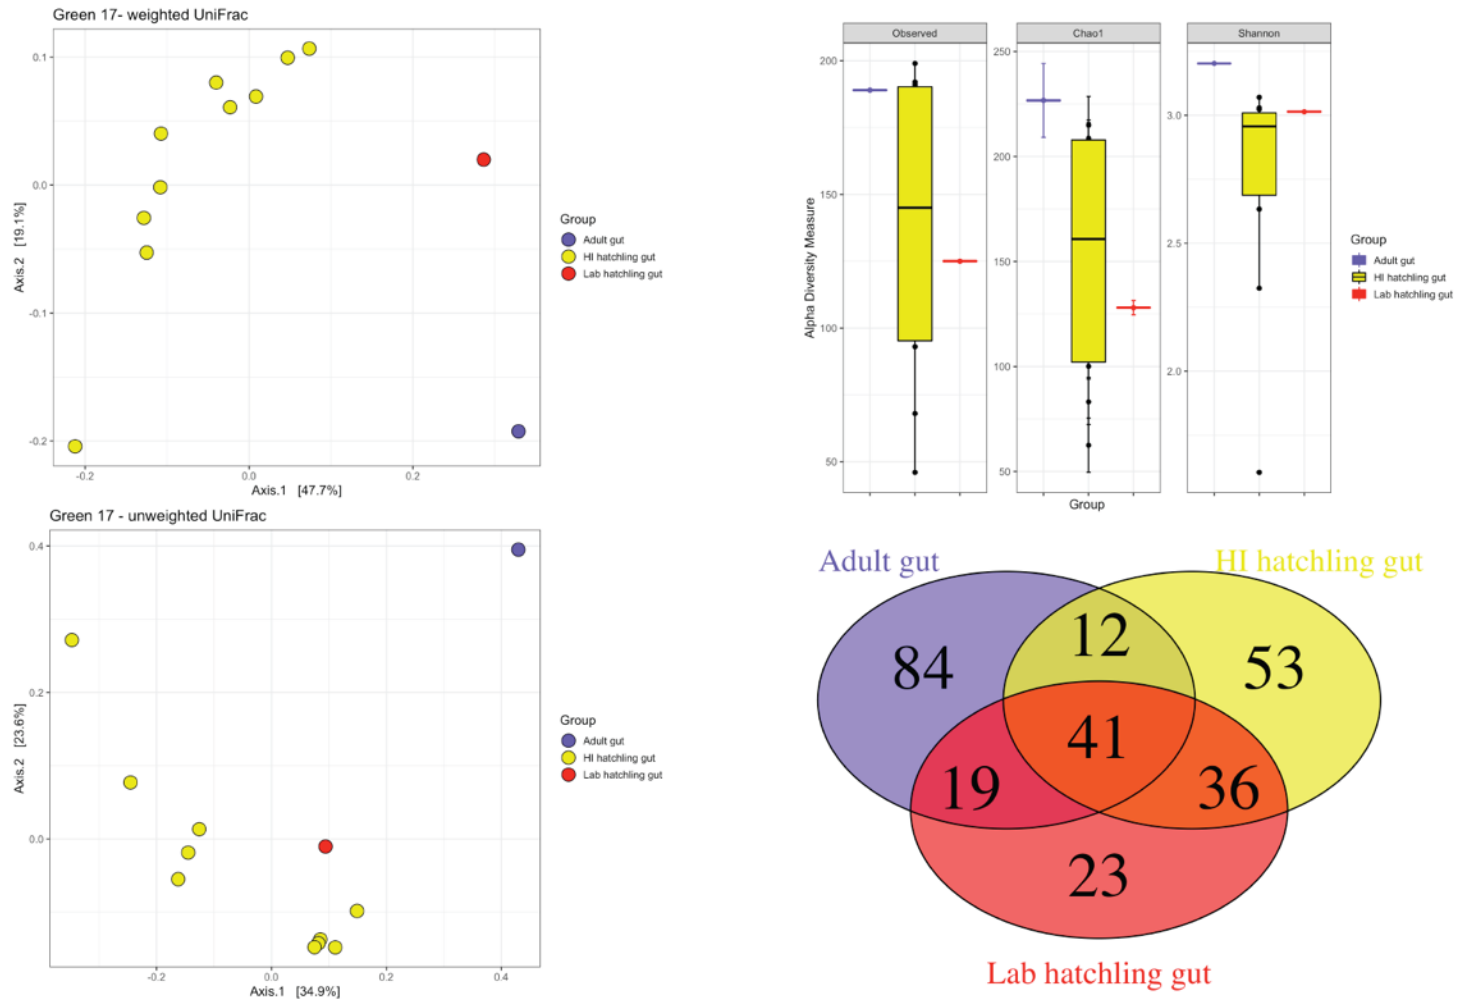 Green 17- weighted UniFrac
0.1
0.0
-0.1
-0.2
Axis.2 [19.1%]
-0.2
0.0
0.2
Axis.1 [47.7%]
Group
Adult gut
HI hatchling gut
Lab hatchling gut
Green 17 - unweighted UniFrac
0.4
0.2
0.0
Axis.2 [23.6%]
-0.2
0.0
0.2
0.4
Axis.1 [34.9%]
Group
Adult gut
HI hatchling gut
Lab hatchling gut
Observed
Chao1
Shannon
Alpha Diversity Measure
200
150
100
50
250
200
150
100
50
3.0
2.5
2.0
Group
Group
Adult gut
HI hatchling gut
Lab hatchling gut
Adult gut
HI hatchling gut
84
12
53
41
19
36
23
Lab hatchling gut